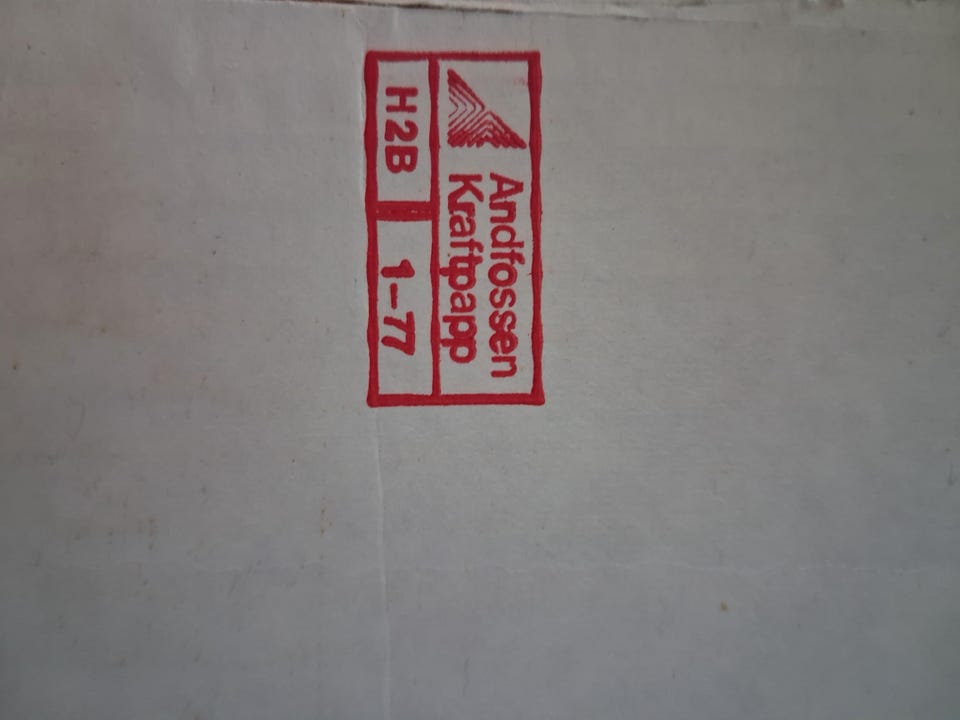 Andfossen
Kraftpapp
H2B 1-77